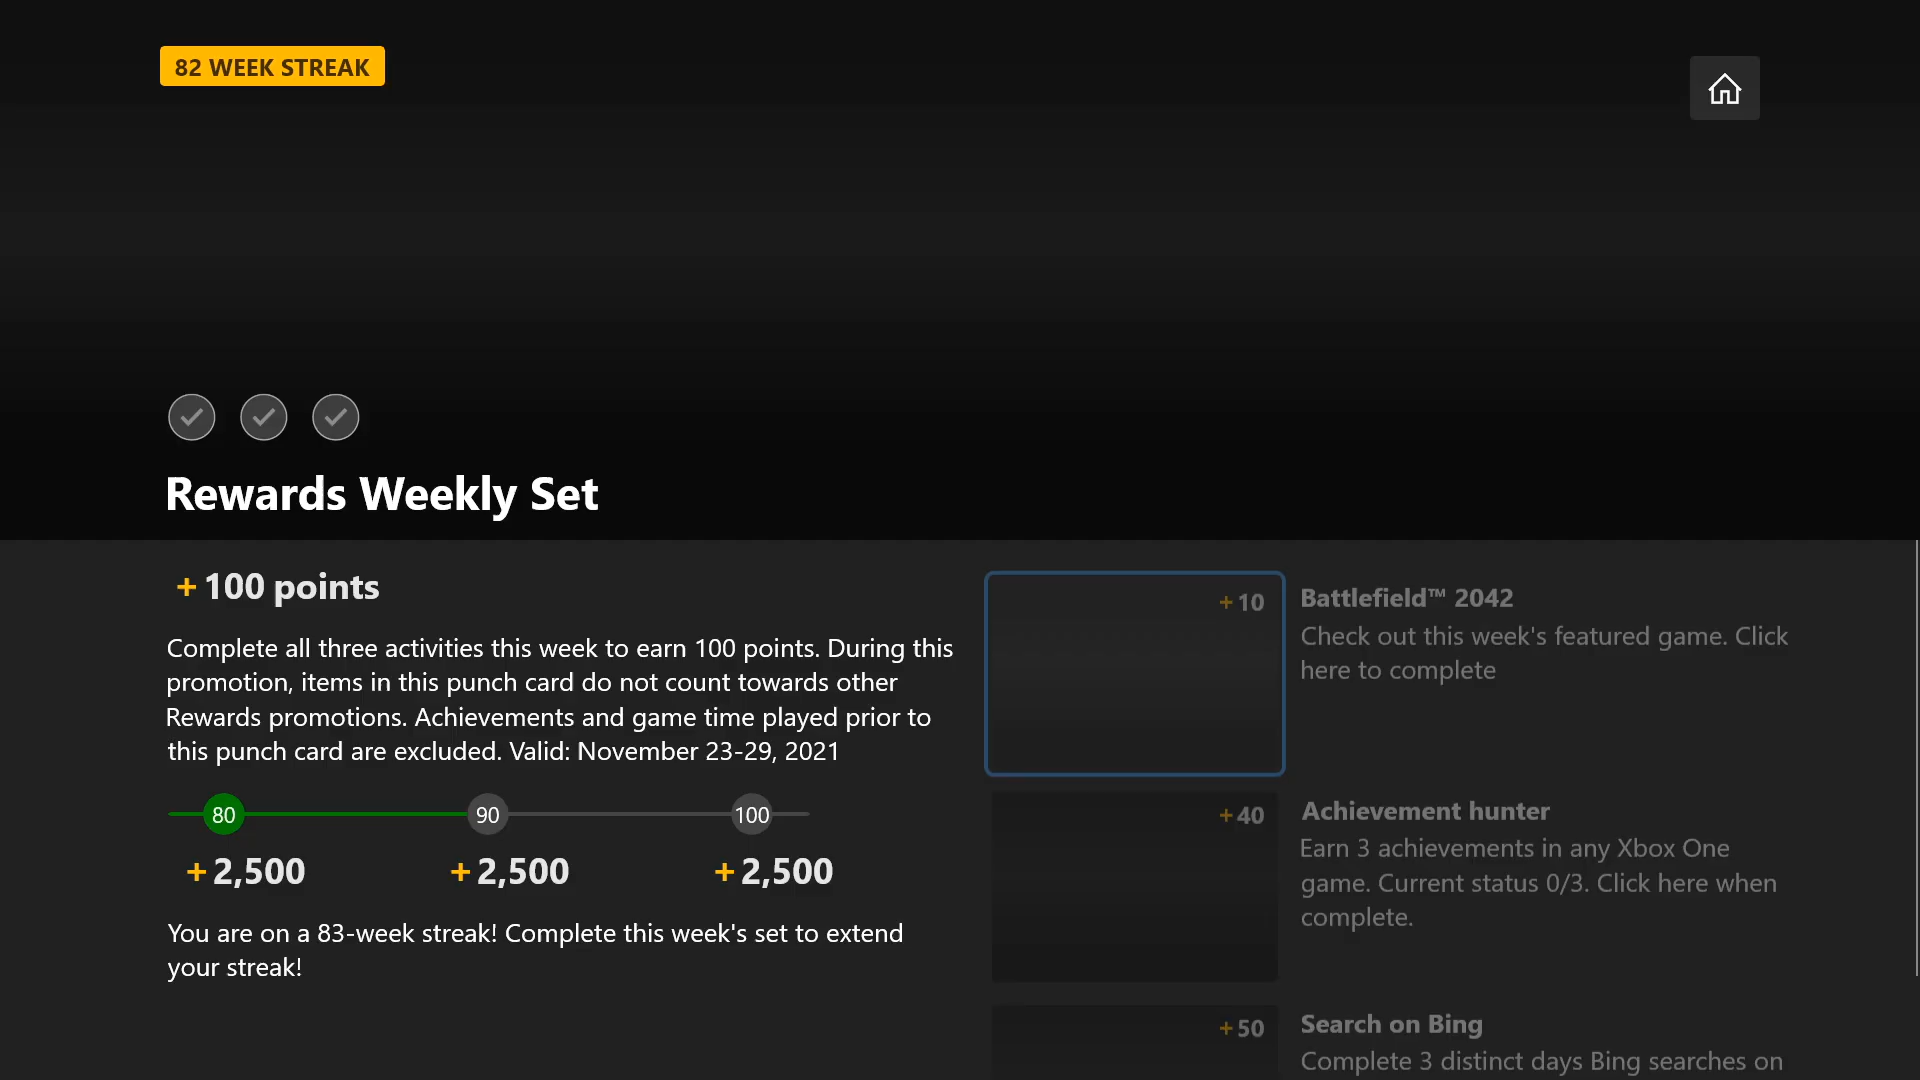 82 WEEK STREAK
Rewards Weekly Set
+100 points
Complete all three activities this week to earn 100 points. During this
promotion, items in this punch card do not count towards other
Rewards promotions. Achievements and game time played prior to
this punch card are excluded. Valid: November 23-29, 2021
80 90 100
+2,500 +2,500 +2,500
You are on a 83-week streak! Complete this week's set to extend
your streak!
+10
Battlefield™ 2042
Check out this week's featured game. Click
here to complete
+40
Achievement hunter
Earn 3 achievements in any Xbox One
game. Current status 0/3. Click here when
complete.
+50
Search on Bing
Complete 3 distinct days Bing searches on